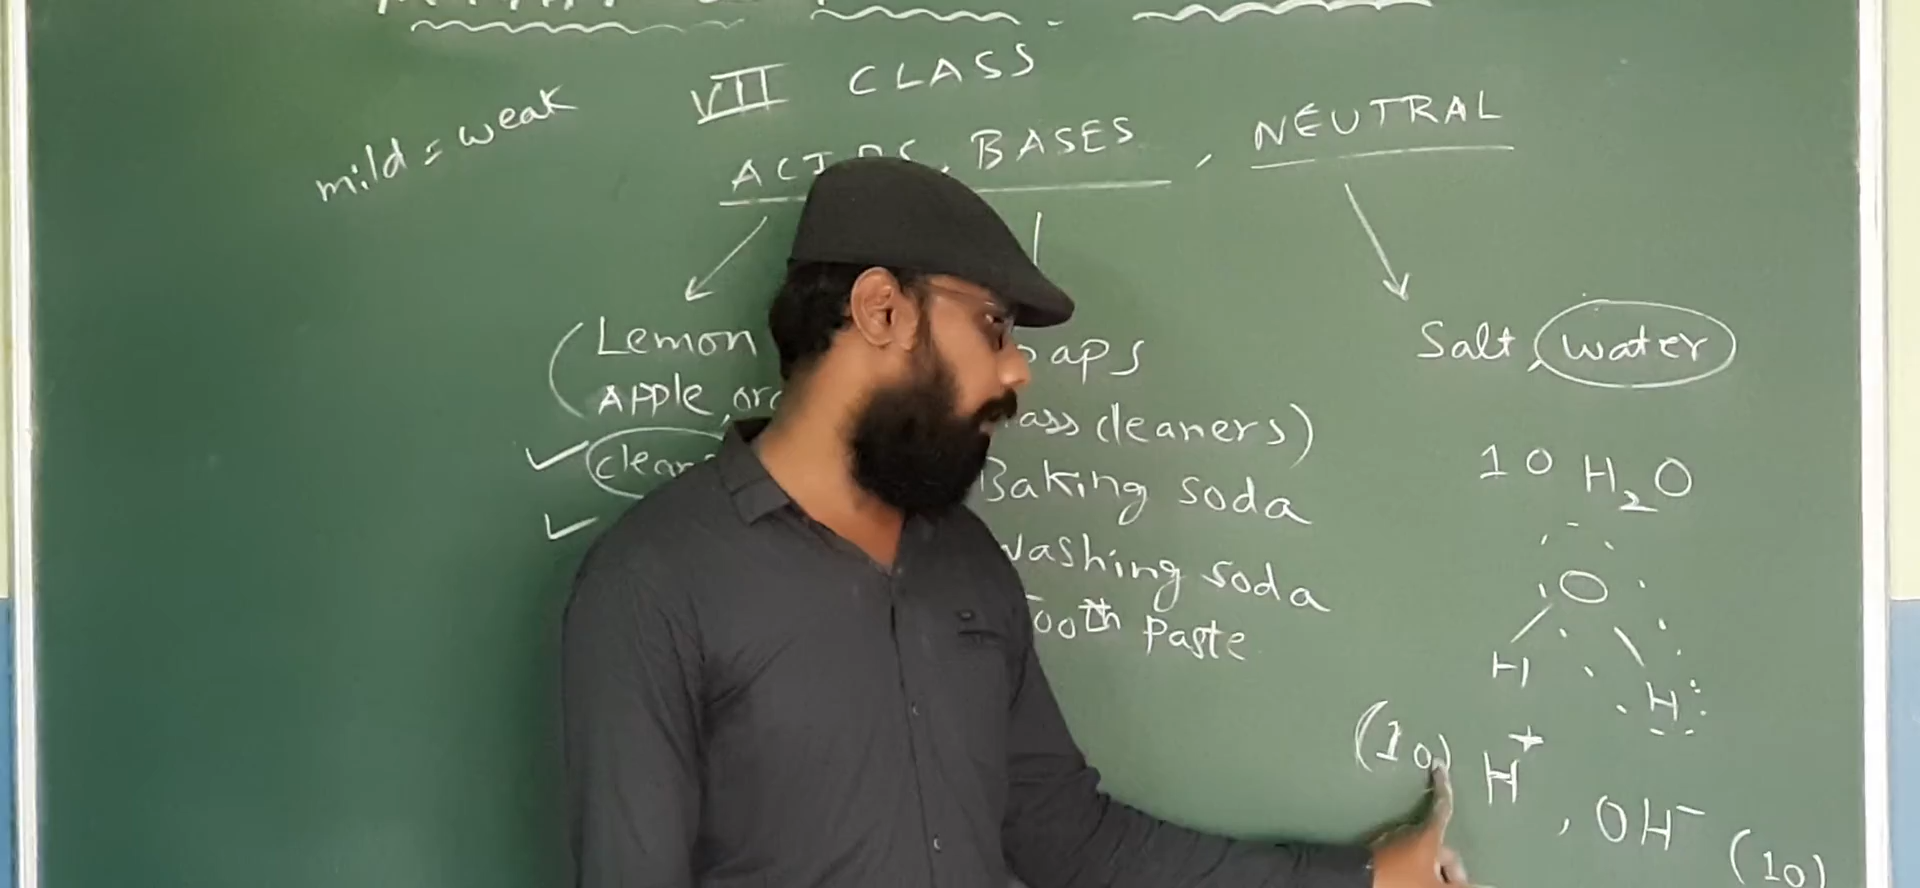 VII CLASS
mild = weak
BASES, NEUTRAL
Lemon
Apple,
Salt, water
cleaners)
Baking soda
washing soda
Tooth Paste
10 H₂O
O
H H
(10) H⁺, OH⁻ (10)